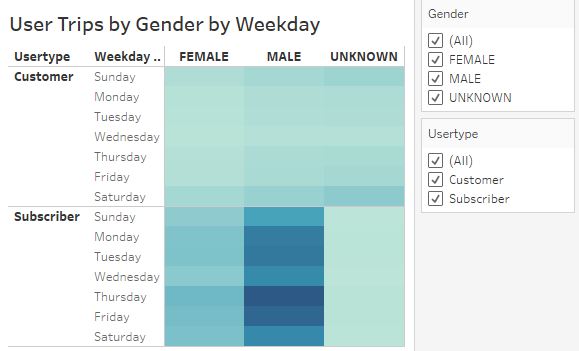 User Trips by Gender by Weekday
Usertype Weekday .. FEMALE MALE UNKNOWN
Customer Sunday
Monday
Tuesday
Wednesday
Thursday
Friday
Saturday
Subscriber Sunday
Monday
Tuesday
Wednesday
Thursday
Friday
Saturday
Gender
(All)
FEMALE
MALE
UNKNOWN
Usertype
(All)
Customer
Subscriber